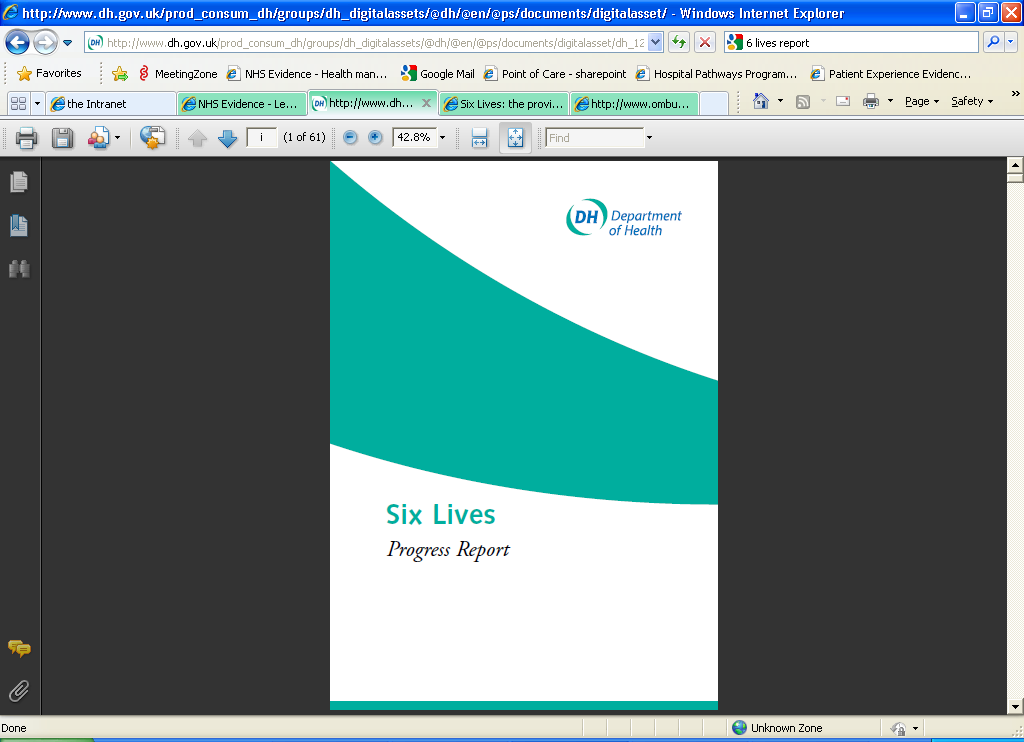 http://www.dh.gov.uk/prod_consum_dh/groups/dh_digitalassets/@dh/@en/@ps/documents/digitalasset/ - Windows Internet Explorer
http://www.dh.gov.uk/prod_consum_dh/groups/dh_digitalassets/@dh/@en/@ps/documents/digitalasset/dh_12
6 lives report
Favorites
MeetingZone
NHS Evidence - Health man...
Google Mail
Point of Care - sharepoint
Hospital Pathways Program...
Patient Experience Evidenc...
the Intranet
NHS Evidence - Le...
http://www.dh...
Six Lives: the provi...
http://www.ombu...
Page
Safety
i
(1 of 61)
42.8%
Find
DH Department
of Health
Six Lives
Progress Report
Done
Unknown Zone